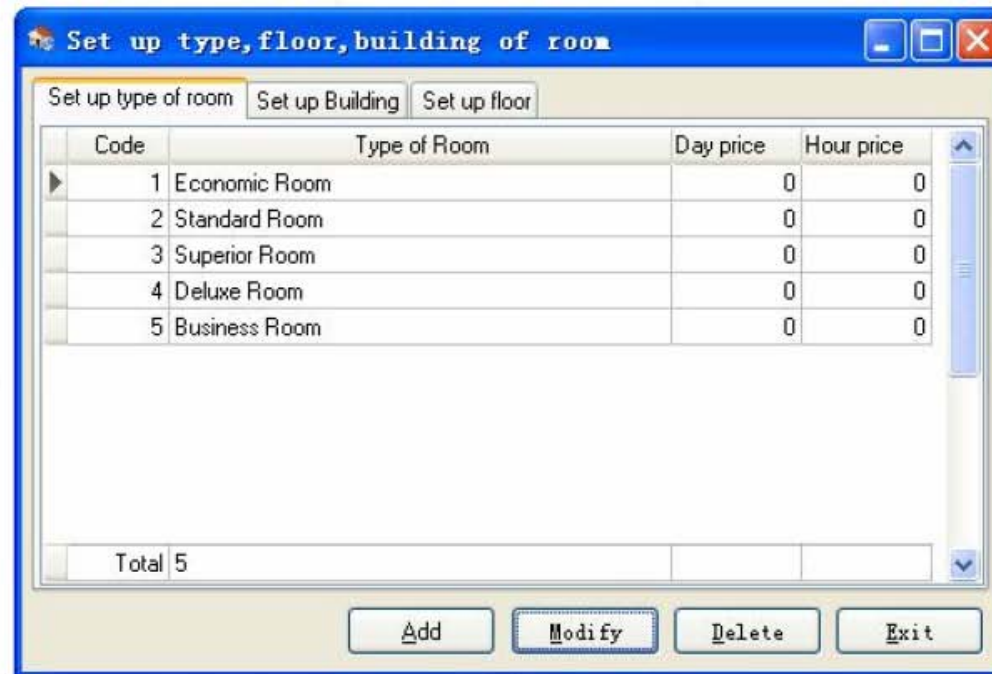 Set up type,floor,building of room
Set up type of room Set up Building Set up floor
Code Type of Room Day price Hour price
1 Economic Room 0 0
2 Standard Room 0 0
3 Superior Room 0 0
4 Deluxe Room 0 0
5 Business Room 0 0
Total 5
Add Modify Delete Exit